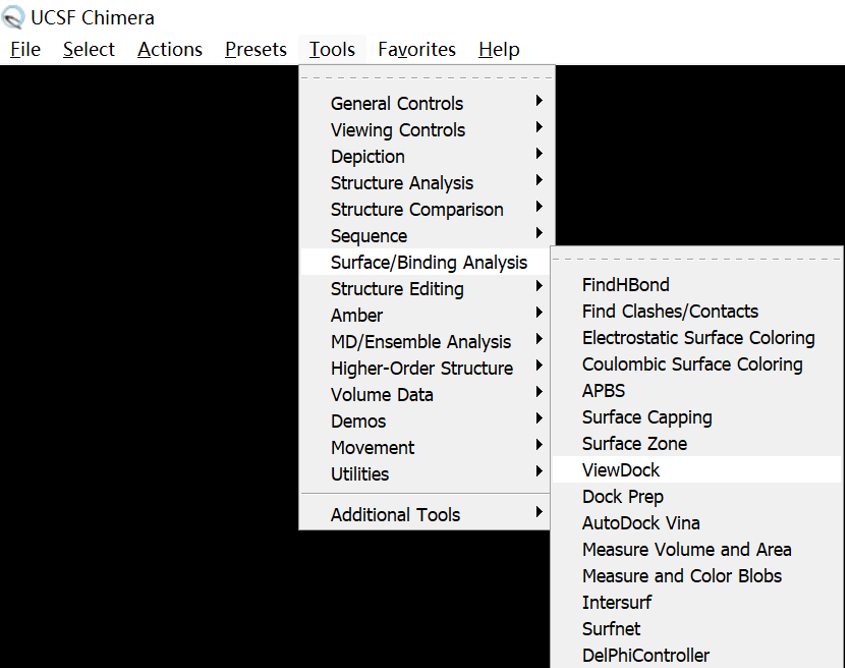 UCSF Chimera
File Select Actions Presets Tools Favorites Help
General Controls
Viewing Controls
Depiction
Structure Analysis
Structure Comparison
Sequence
Surface/Binding Analysis
Structure Editing
Amber
MD/Ensemble Analysis
Higher-Order Structure
Volume Data
Demos
Movement
Utilities
Additional Tools
FindHBond
Find Clashes/Contacts
Electrostatic Surface Coloring
Coulombic Surface Coloring
APBS
Surface Capping
Surface Zone
ViewDock
Dock Prep
AutoDock Vina
Measure Volume and Area
Measure and Color Blobs
Intersurf
Surfnet
DelPhiController